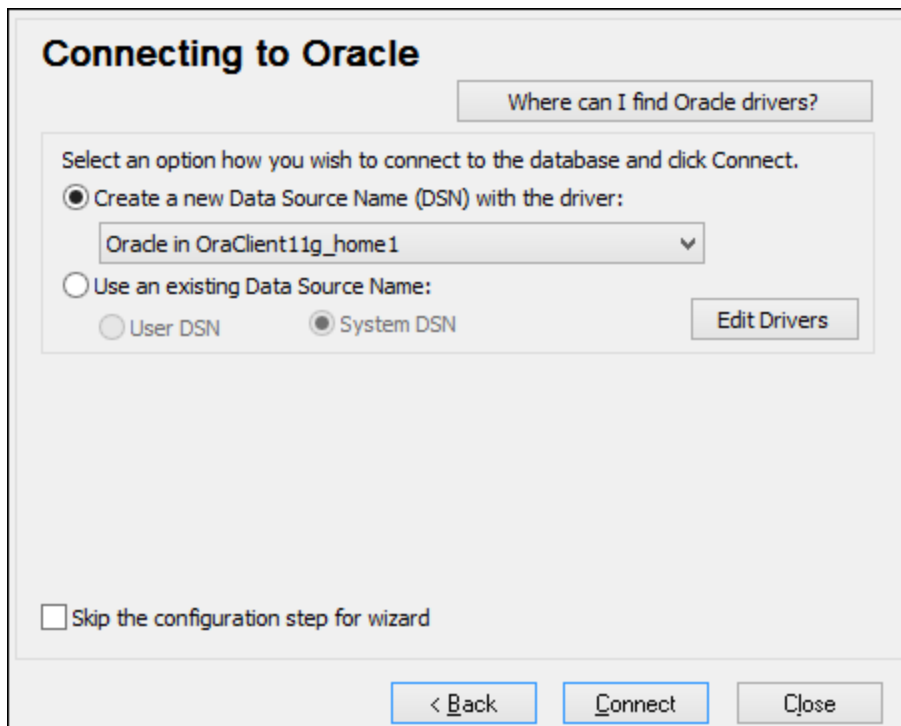 Connecting to Oracle
Where can I find Oracle drivers?
Select an option how you wish to connect to the database and click Connect.
Create a new Data Source Name (DSN) with the driver:
Oracle in OraClient11g_home1
Use an existing Data Source Name:
User DSN System DSN Edit Drivers
Skip the configuration step for wizard
< Back Connect Close